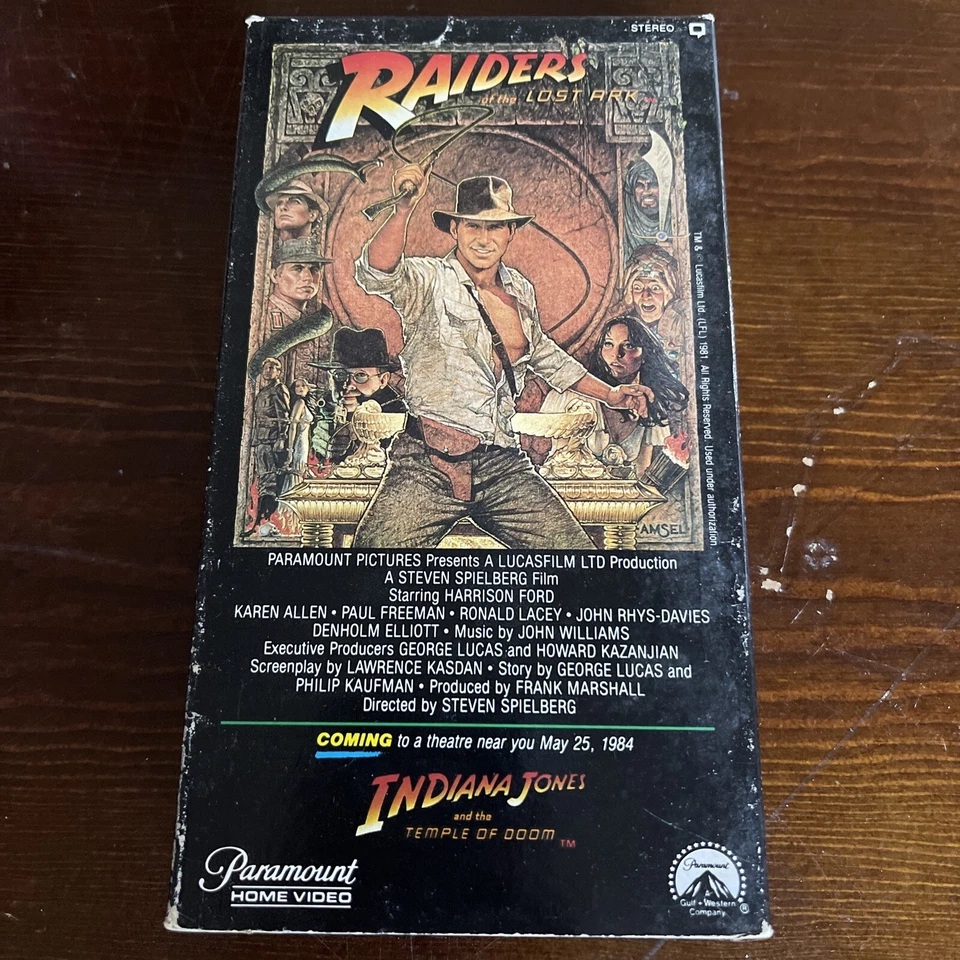 STEREO
RAIDERS
of the LOST ARK™
TM & © Lucasfilm Ltd. (LFL) 1981. All Rights Reserved. Used under authorization
AMSEL
PARAMOUNT PICTURES Presents A LUCASFILM LTD Production
A STEVEN SPIELBERG Film
Starring HARRISON FORD
KAREN ALLEN • PAUL FREEMAN • RONALD LACEY • JOHN RHYS-DAVIES
DENHOLM ELLIOTT • Music by JOHN WILLIAMS
Executive Producers GEORGE LUCAS and HOWARD KAZANJIAN
Screenplay by LAWRENCE KASDAN • Story by GEORGE LUCAS and
PHILIP KAUFMAN • Produced by FRANK MARSHALL
Directed by STEVEN SPIELBERG
COMING to a theatre near you May 25, 1984
INDIANA JONES
and the
TEMPLE OF DOOM™
Paramount
HOME VIDEO
Paramount
Gulf + Western
Company ®